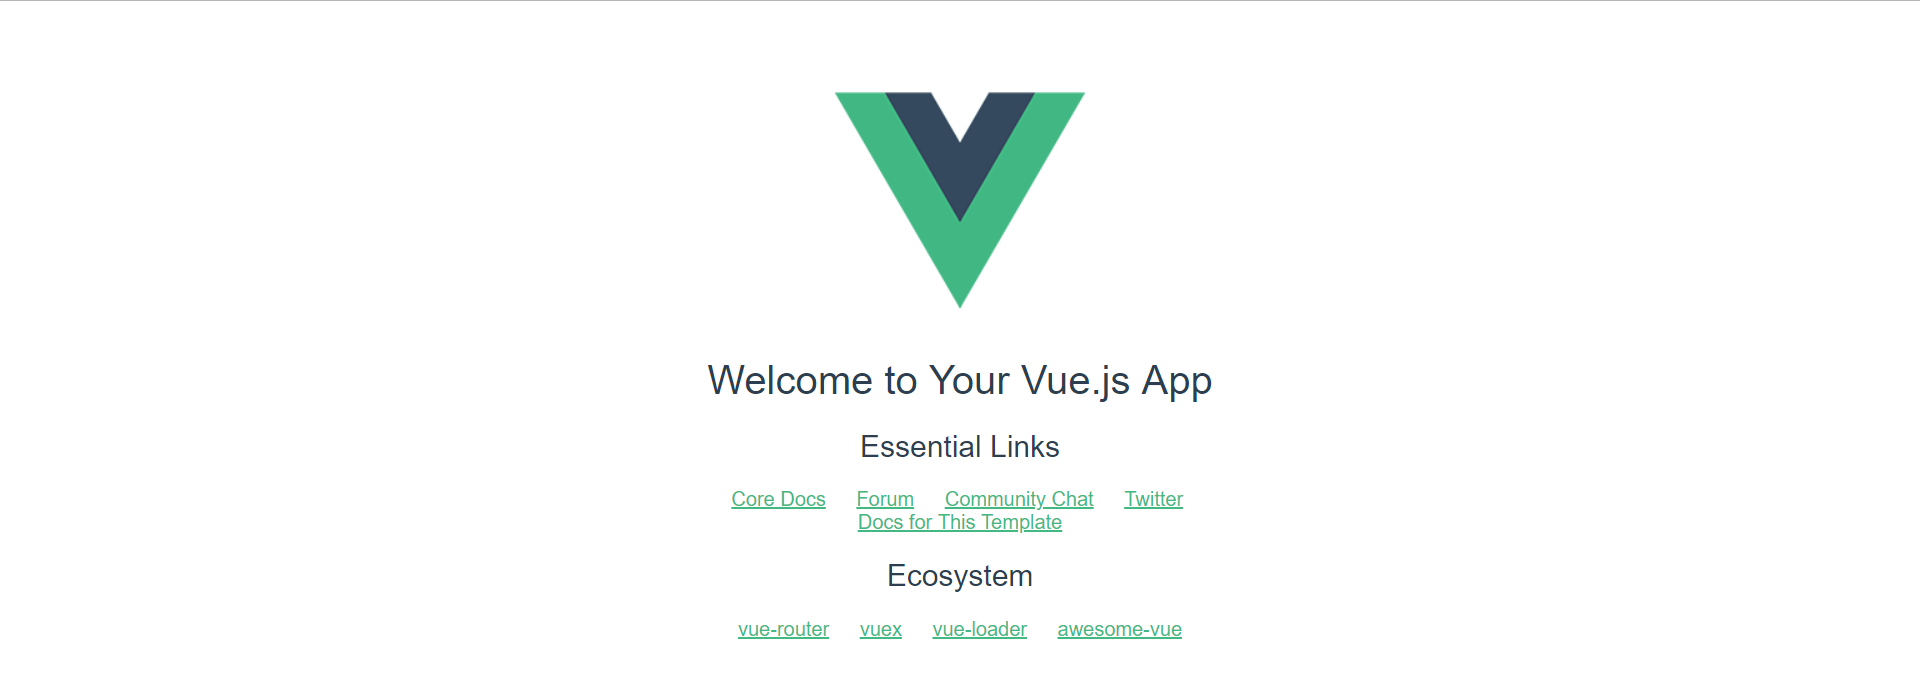 Welcome to Your Vue.js App
Essential Links
Core Docs Forum Community Chat Twitter
Docs for This Template
Ecosystem
vue-router vuex vue-loader awesome-vue